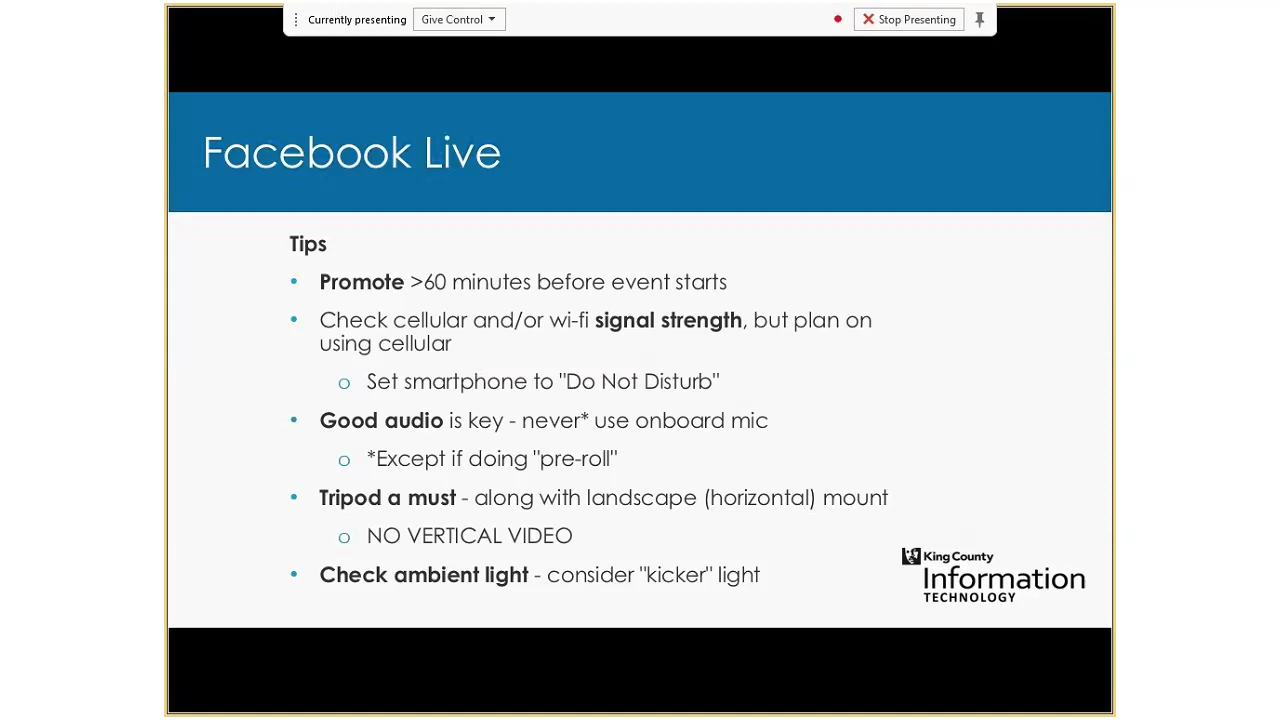 Currently presenting Give Control Stop Presenting
Facebook Live
Tips
• Promote >60 minutes before event starts
• Check cellular and/or wi-fi signal strength, but plan on
using cellular
o Set smartphone to "Do Not Disturb"
• Good audio is key - never* use onboard mic
o *Except if doing "pre-roll"
• Tripod a must - along with landscape (horizontal) mount
o NO VERTICAL VIDEO
• Check ambient light - consider "kicker" light
King County
Information
TECHNOLOGY